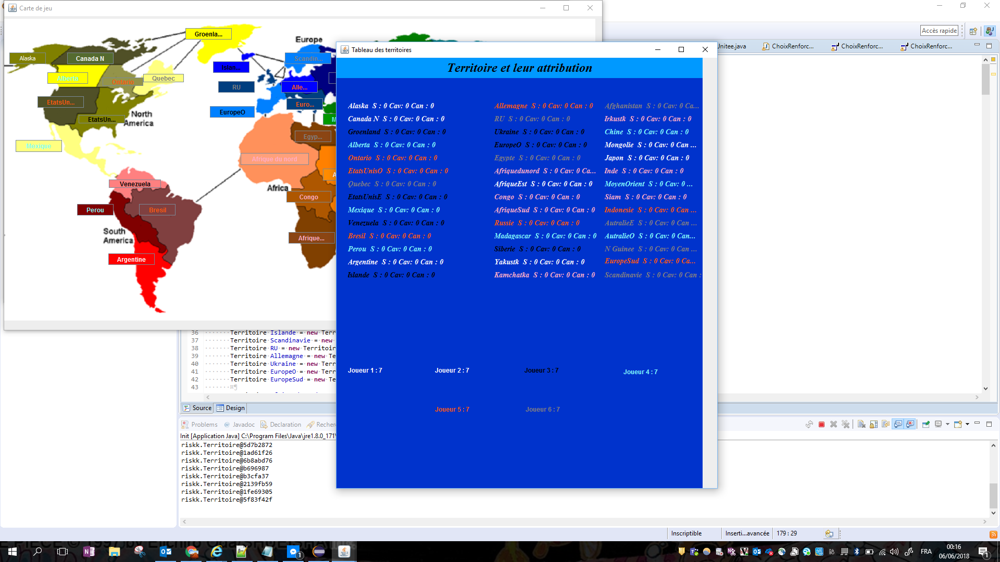 Carte de jeu
Accès rapide
Europe
Groenla...
Alaska
Canada N
Scandin...
Islan...
Alberta
Ontario
Quebec
RU
Alle...
EtatsUn...
Euro...
EuropeO
North
America
EtatsUn...
Egyp...
Mexique
Afrique du nord
Africa
Venezuela
Congo
Perou
Bresil
South
America
Afrique...
Argentine
Unitee.java
ChoixRenforc...
ChoixRenforc...
ChoixRenforc...
Tableau des territoires
Territoire et leur attribution
Alaska S : 0 Cav: 0 Can : 0
Canada N S : 0 Cav: 0 Can : 0
Groenland S : 0 Cav: 0 Can : 0
Alberta S : 0 Cav: 0 Can : 0
Ontario S : 0 Cav: 0 Can : 0
EtatsUnisO S : 0 Cav: 0 Can : 0
Quebec S : 0 Cav: 0 Can : 0
EtatsUnisE S : 0 Cav: 0 Can : 0
Mexique S : 0 Cav: 0 Can : 0
Venezuela S : 0 Cav: 0 Can : 0
Bresil S : 0 Cav: 0 Can : 0
Perou S : 0 Cav: 0 Can : 0
Argentine S : 0 Cav: 0 Can : 0
Islande S : 0 Cav: 0 Can : 0
Allemagne S : 0 Cav: 0 Can : 0
RU S : 0 Cav: 0 Can : 0
Ukraine S : 0 Cav: 0 Can : 0
EuropeO S : 0 Cav: 0 Can : 0
Egypte S : 0 Cav: 0 Can : 0
Afriquedunord S : 0 Cav: 0 Ca...
AfriqueEst S : 0 Cav: 0 Can : 0
Congo S : 0 Cav: 0 Can : 0
AfriqueSud S : 0 Cav: 0 Can : 0
Russie S : 0 Cav: 0 Can : 0
Madagascar S : 0 Cav: 0 Can : 0
Siberie S : 0 Cav: 0 Can : 0
Yakustk S : 0 Cav: 0 Can : 0
Kamchatka S : 0 Cav: 0 Can : 0
Afghanistan S : 0 Cav: 0 Ca...
Irkustk S : 0 Cav: 0 Can : 0
Chine S : 0 Cav: 0 Can : 0
Mongolie S : 0 Cav: 0 Can ...
Japon S : 0 Cav: 0 Can : 0
Inde S : 0 Cav: 0 Can : 0
MoyenOrient S : 0 Cav: 0 ...
Siam S : 0 Cav: 0 Can : 0
Indonesie S : 0 Cav: 0 Can ...
AutralieE S : 0 Cav: 0 Can ...
AutralieO S : 0 Cav: 0 Can...
N Guinee S : 0 Cav: 0 Can ...
EuropeSud S : 0 Cav: 0 Ca...
Scandinavie S : 0 Cav: 0 Can :
Joueur 1 : 7
Joueur 2 : 7
Joueur 3 : 7
Joueur 4 : 7
Joueur 5 : 7
Joueur 6 : 7
36 Territoire Islande = new Terr
37 Territoire Scandinavie = new
38 Territoire RU = new Territoir
39 Territoire Allemagne = new Te
40 Territoire Ukraine = new Terr
41 Territoire EuropeO = new Terr
42 Territoire EuropeSud = new Te
43 ¤¶
Source Design
Problems @ Javadoc Declaration Recher
Init [Application Java] C:\Program Files\Java\jre1.8.0_171\
riskk.Territoire@5d7b2872
riskk.Territoire@1ad61f26
riskk.Territoire@6b8abd76
riskk.Territoire@b696987
riskk.Territoire@b3cfa37
riskk.Territoire@2139fb59
riskk.Territoire@1fe69305
riskk.Territoire@5f83f42f
Inscriptible Inserti...avancée 179 : 29
FRA
00:16
06/06/2018